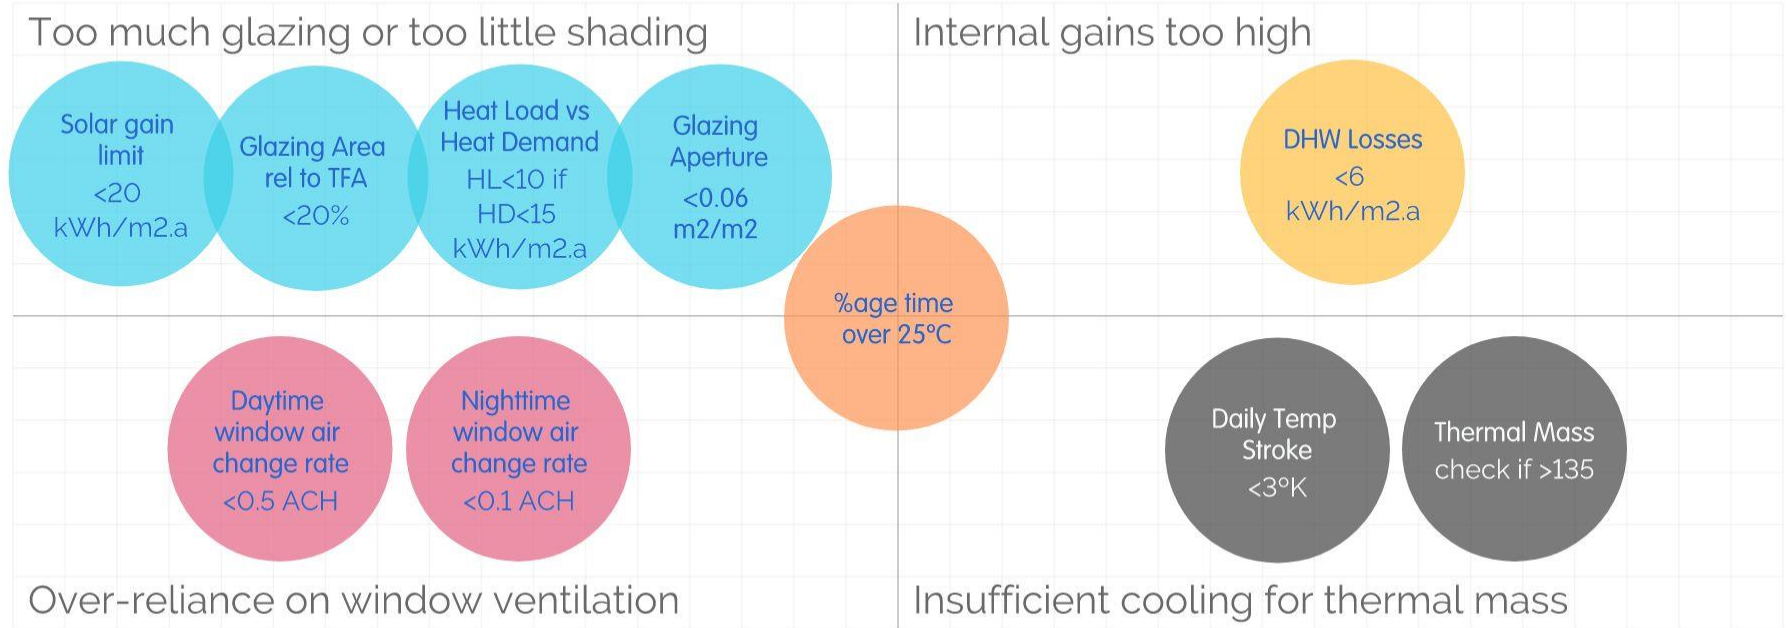 Too much glazing or too little shading
Internal gains too high
Solar gain
limit
<20
kWh/m2.a
Glazing Area
rel to TFA
<20%
Heat Load vs
Heat Demand
HL<10 if
HD<15
kWh/m2.a
Glazing
Aperture
<0.06
m2/m2
DHW Losses
<6
kWh/m2.a
%age time
over 25ºC
Daytime
window air
change rate
<0.5 ACH
Nighttime
window air
change rate
<0.1 ACH
Daily Temp
Stroke
<3ºK
Thermal Mass
check if >135
Over-reliance on window ventilation
Insufficient cooling for thermal mass